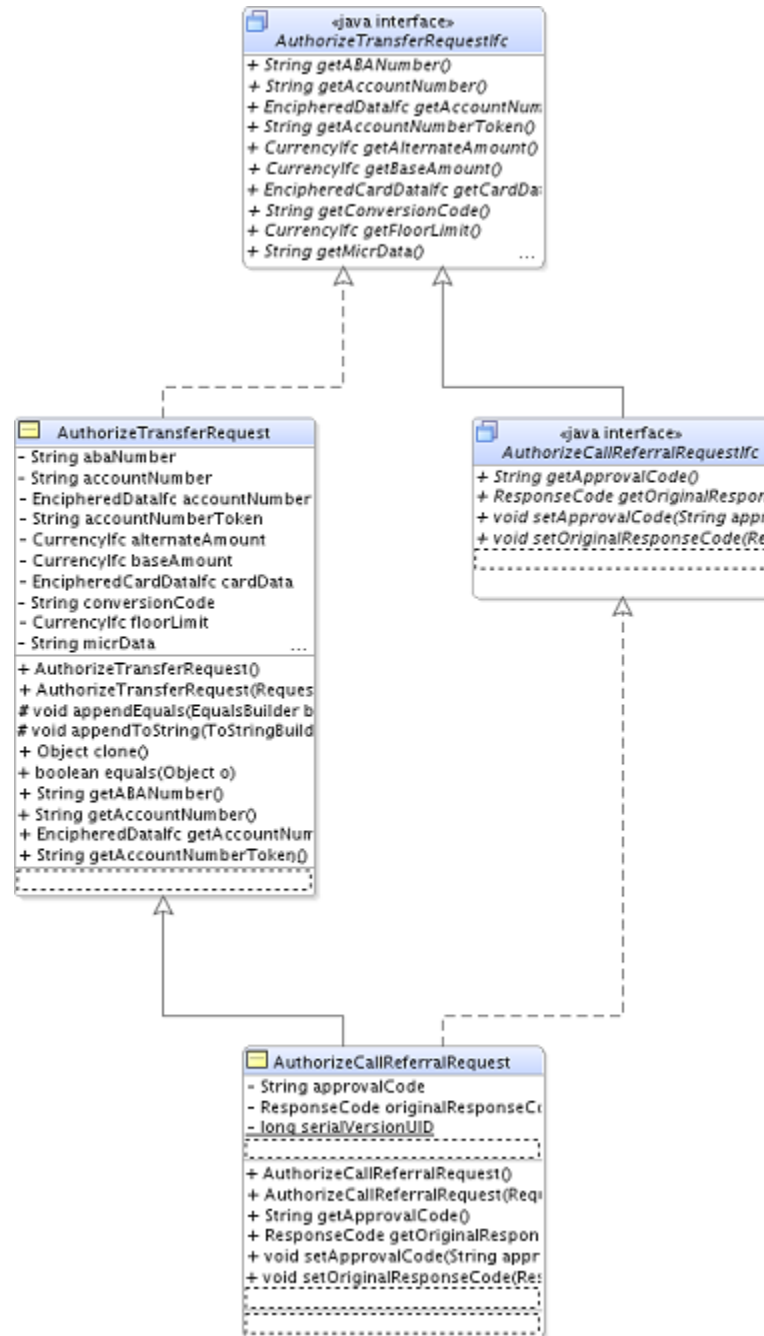 «java interface»
AuthorizeTransferRequestIfc
+ String getABANumber()
+ String getAccountNumber()
+ EncipheredDataIfc getAccountNum
+ String getAccountNumberToken()
+ CurrencyIfc getAlternateAmount()
+ CurrencyIfc getBaseAmount()
+ EncipheredCardDataIfc getCardDa
+ String getConversionCode()
+ CurrencyIfc getFloorLimit()
+ String getMicrData()
...
AuthorizeTransferRequest
- String abaNumber
- String accountNumber
- EncipheredDataIfc accountNumber
- String accountNumberToken
- CurrencyIfc alternateAmount
- CurrencyIfc baseAmount
- EncipheredCardDataIfc cardData
- String conversionCode
- CurrencyIfc floorLimit
- String micrData
...
+ AuthorizeTransferRequest()
+ AuthorizeTransferRequest(Reques
# void appendEquals(EqualsBuilder b
# void appendToString(ToStringBuild
+ Object clone()
+ boolean equals(Object o)
+ String getABANumber()
+ String getAccountNumber()
+ EncipheredDataIfc getAccountNum
+ String getAccountNumberToken()
«java interface»
AuthorizeCallReferralRequestIfc
+ String getApprovalCode()
+ ResponseCode getOriginalRespon
+ void setApprovalCode(String appr
+ void setOriginalResponseCode(Re
AuthorizeCallReferralRequest
- String approvalCode
- ResponseCode originalResponseC
- long serialVersionUID
+ AuthorizeCallReferralRequest()
+ AuthorizeCallReferralRequest(Requ
+ String getApprovalCode()
+ ResponseCode getOriginalRespon
+ void setApprovalCode(String appr
+ void setOriginalResponseCode(Res